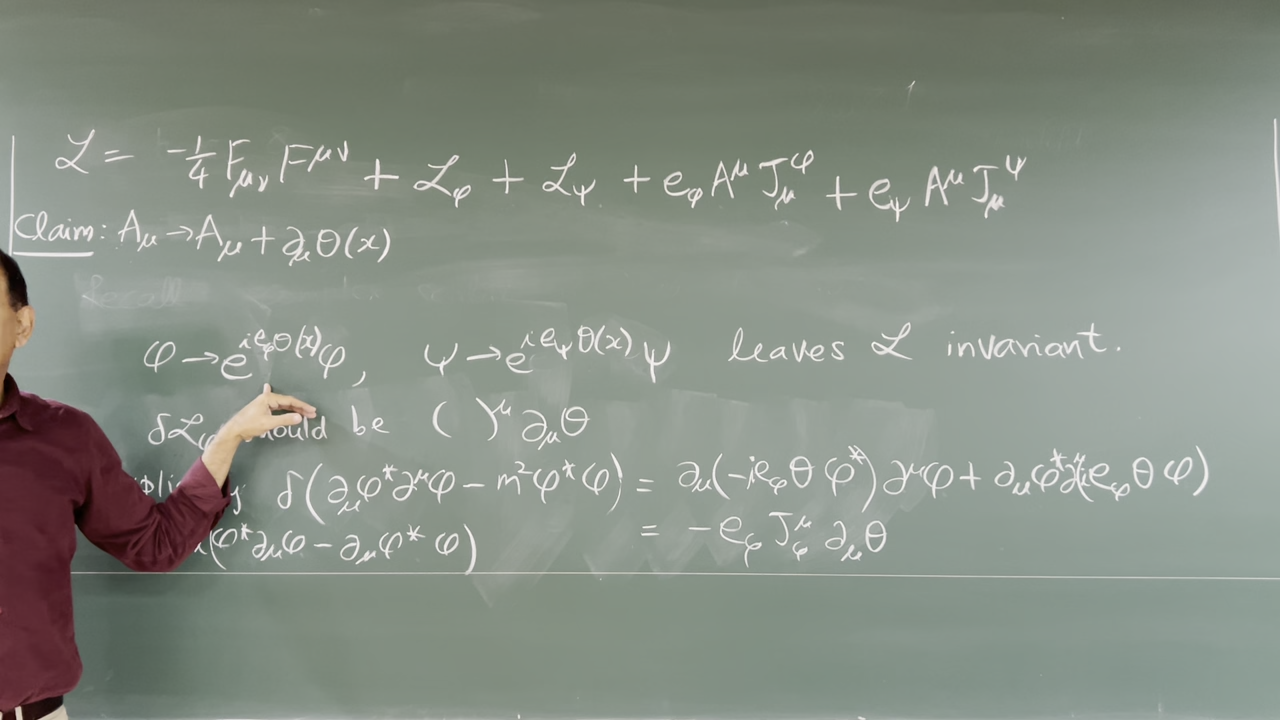 ℒ = -¼ F_μν F^μν + ℒ_φ + ℒ_ψ + e_φ A^μ J_μ^φ + e_ψ A^μ J_μ^ψ
Claim: A_μ → A_μ + ∂_μ θ(x)
Recall
φ → e^{i e_φ θ(x)} φ, ψ → e^{i e_ψ θ(x)} ψ leaves ℒ invariant.
δℒ_φ should be ( )^μ ∂_μ θ
δ(∂_μ φ* ∂^μ φ - m² φ* φ) = ∂_μ(-i e_φ θ φ*) ∂^μ φ + ∂_μ φ* ∂^μ(i e_φ θ φ)
(φ* ∂_μ φ - ∂_μ φ* φ) = - e_φ J_φ^μ ∂_μ θ